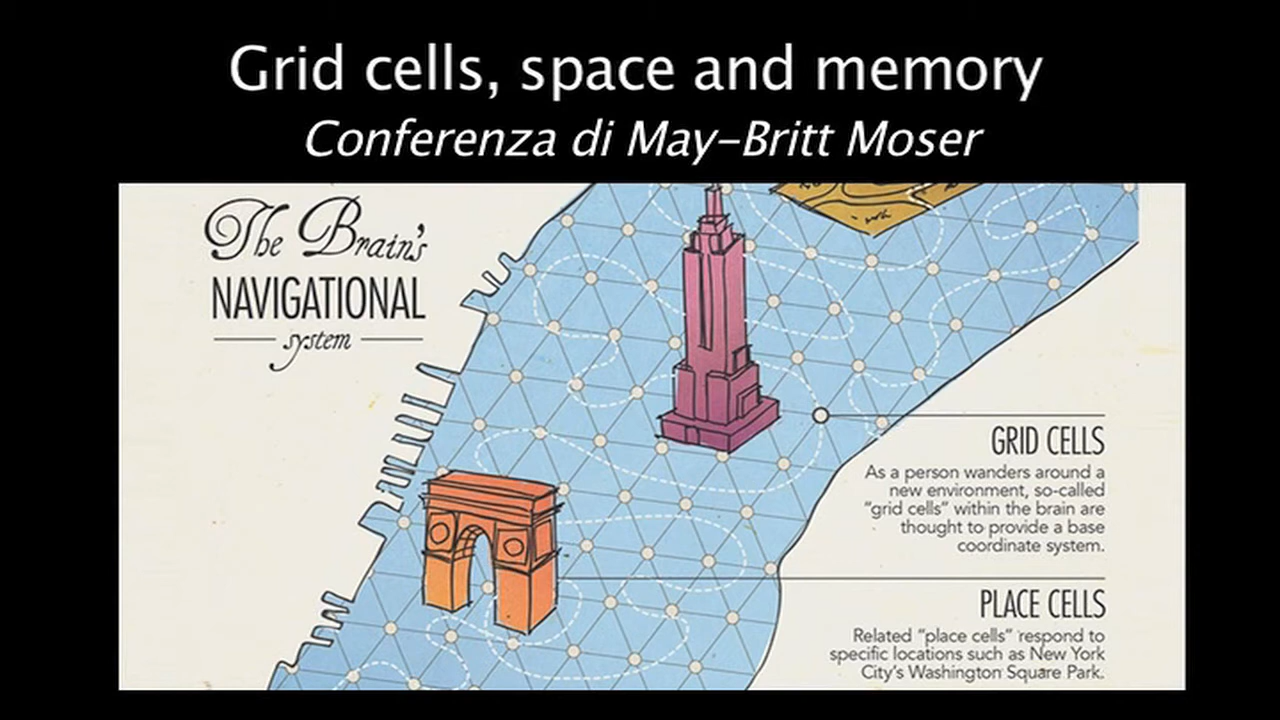 Grid cells, space and memory
Conferenza di May-Britt Moser
The Brain's
NAVIGATIONAL
system
GRID CELLS
As a person wanders around a
new environment, so-called
"grid cells" within the brain are
thought to provide a base
coordinate system.
PLACE CELLS
Related "place cells" respond to
specific locations such as New York
City's Washington Square Park.